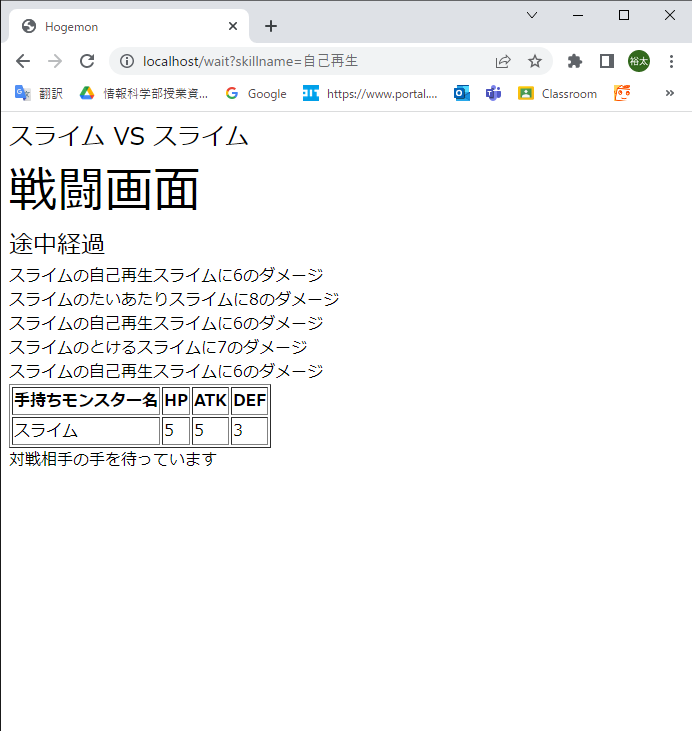 Hogemon
localhost/wait?skillname=自己再生
裕太
翻訳
情報科学部授業資...
Google
https://www.portal....
Classroom
»
スライム VS スライム
戦闘画面
途中経過
スライムの自己再生スライムに6のダメージ
スライムのたいあたりスライムに8のダメージ
スライムの自己再生スライムに6のダメージ
スライムのとけるスライムに7のダメージ
スライムの自己再生スライムに6のダメージ
手持ちモンスター名 HP ATK DEF
スライム 5 5 3
対戦相手の手を待っています